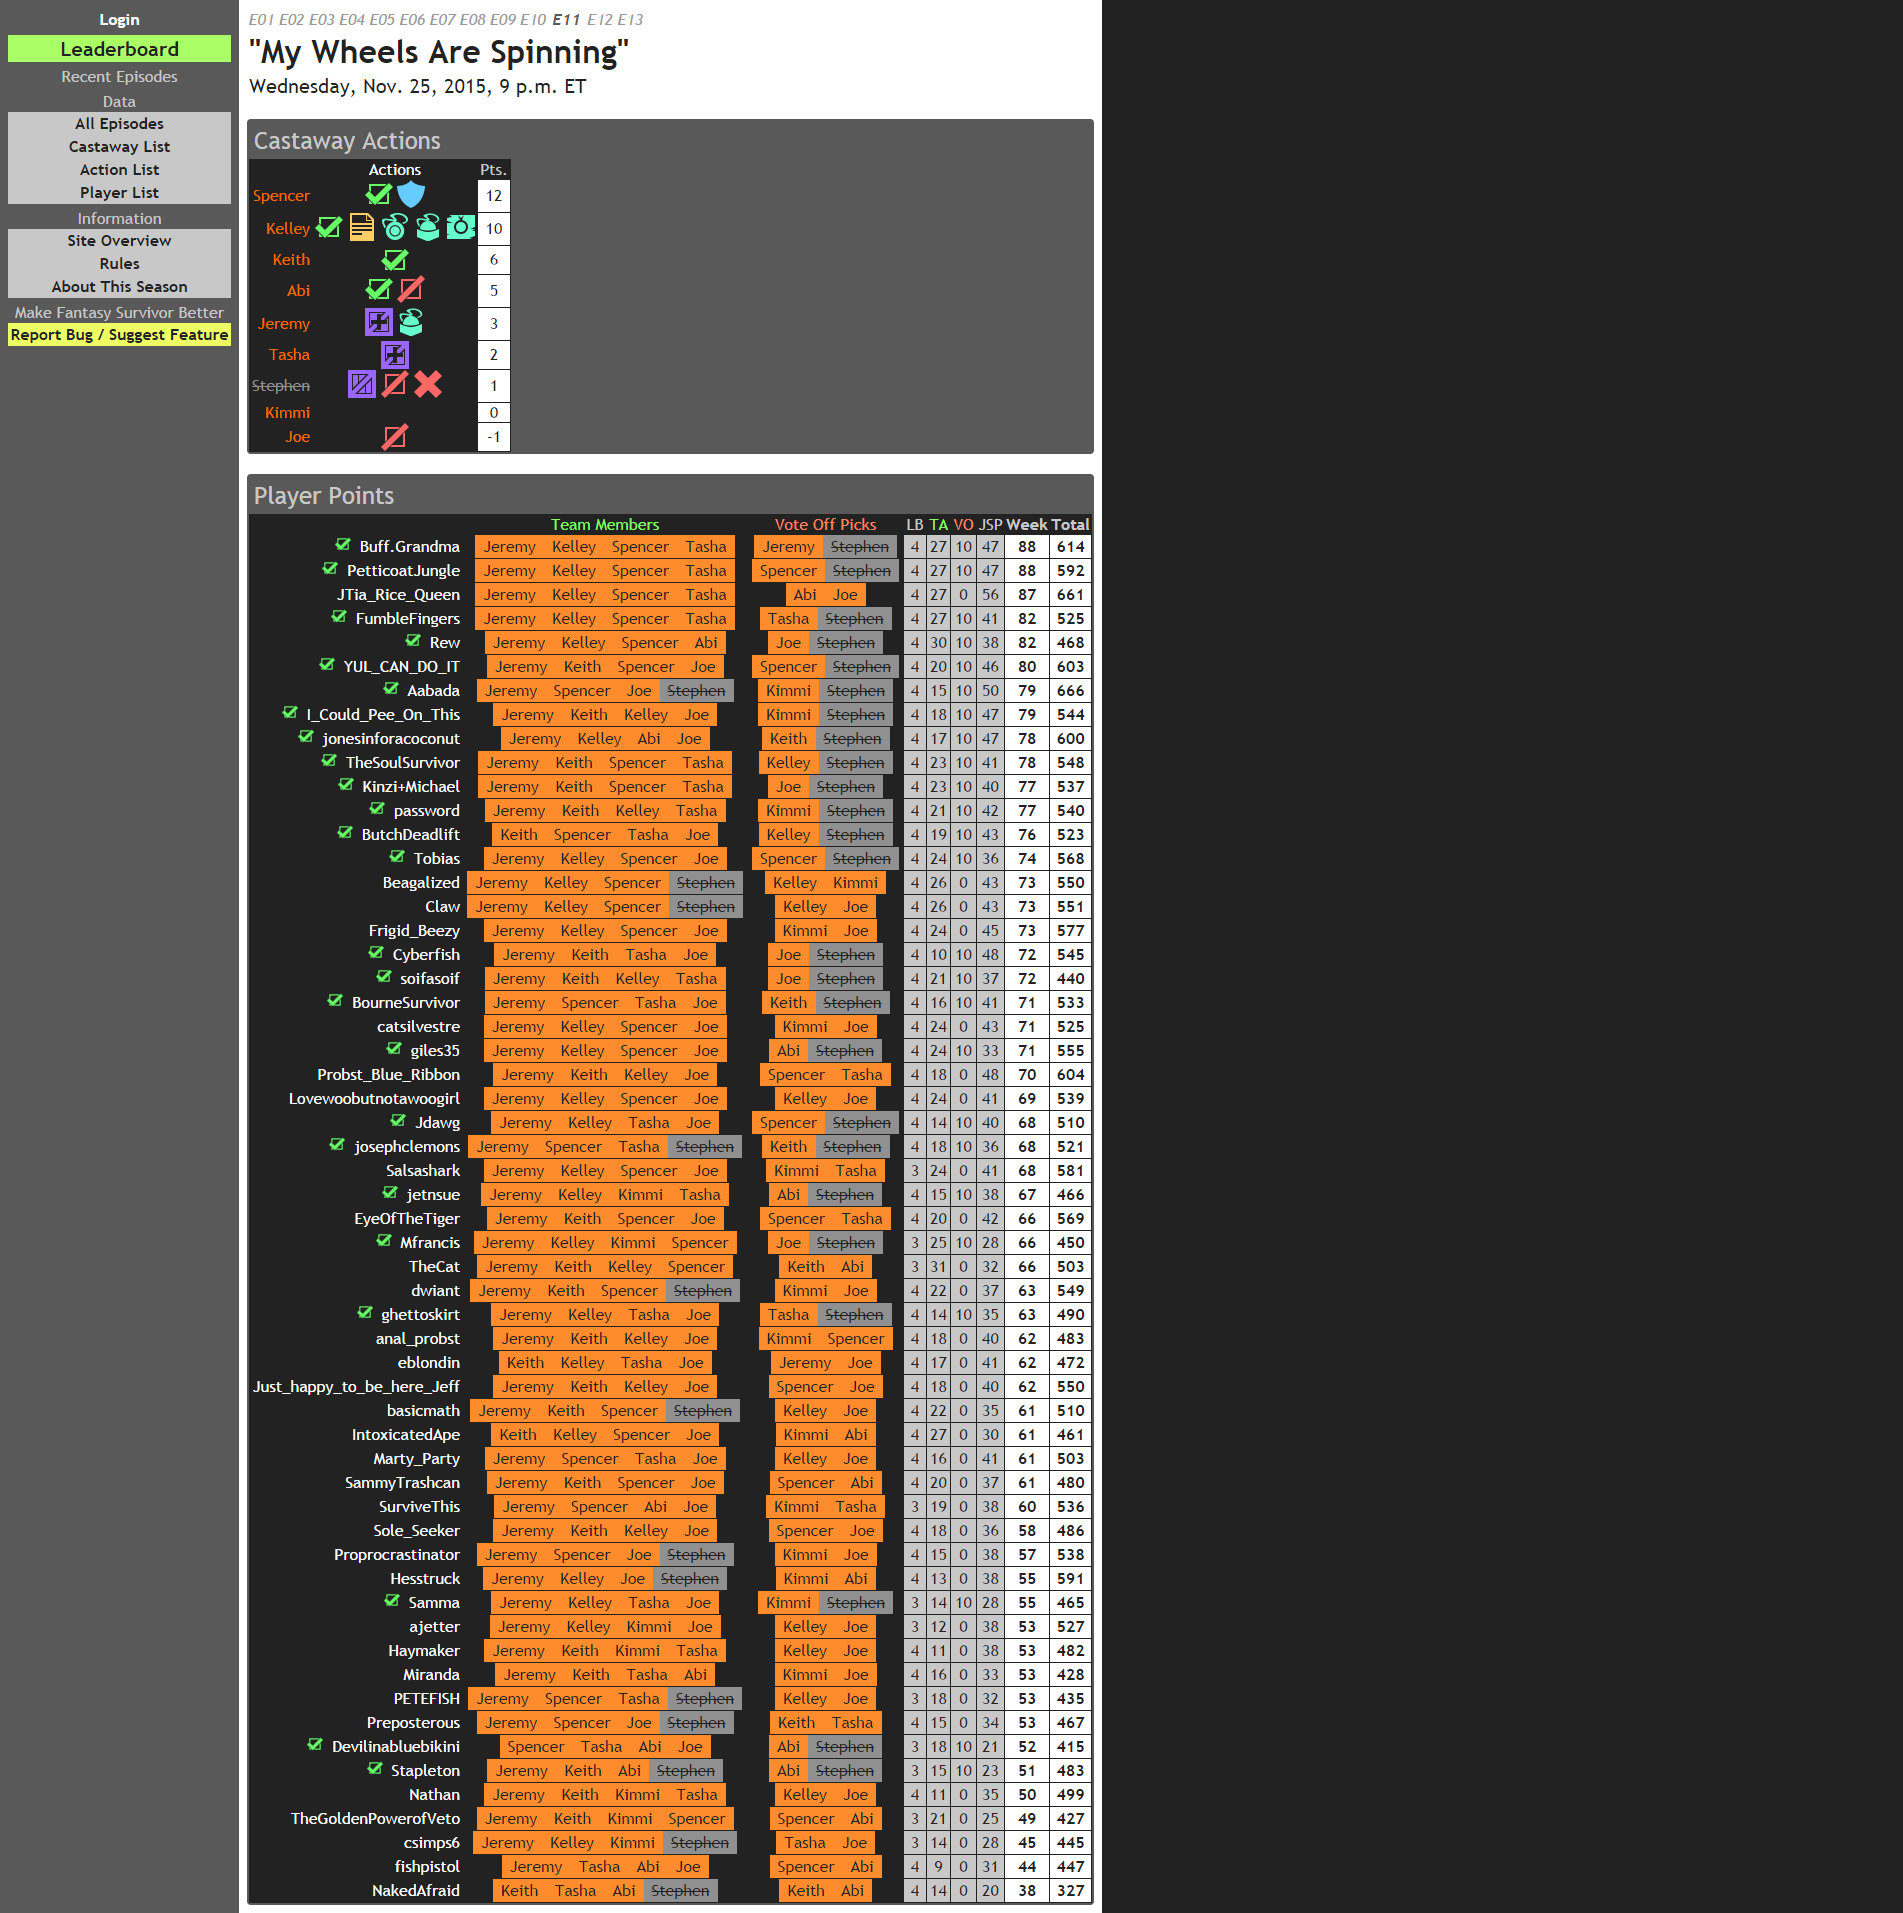 Login
Leaderboard
Recent Episodes
Data
All Episodes
Castaway List
Action List
Player List
Information
Site Overview
Rules
About This Season
Make Fantasy Survivor Better
Report Bug / Suggest Feature
E01 E02 E03 E04 E05 E06 E07 E08 E09 E10 E11 E12 E13
"My Wheels Are Spinning"
Wednesday, Nov. 25, 2015, 9 p.m. ET
Castaway Actions
Actions Pts.
Spencer 12
Kelley 10
Keith 6
Abi 5
Jeremy 3
Tasha 2
Stephen 1
Kimmi 0
Joe -1
Player Points
Team Members Vote Off Picks LB TA VO JSP Week Total
Buff.Grandma Jeremy Kelley Spencer Tasha Jeremy Stephen 4 27 10 47 88 614
PetticoatJungle Jeremy Kelley Spencer Tasha Spencer Stephen 4 27 10 47 88 592
JTia_Rice_Queen Jeremy Kelley Spencer Tasha Abi Joe 4 27 0 56 87 661
FumbleFingers Jeremy Kelley Spencer Tasha Tasha Stephen 4 27 10 41 82 525
Rew Jeremy Kelley Spencer Abi Joe Stephen 4 30 10 38 82 468
YUL_CAN_DO_IT Jeremy Keith Spencer Joe Spencer Stephen 4 20 10 46 80 603
Aabada Jeremy Spencer Joe Stephen Kimmi Stephen 4 15 10 50 79 666
I_Could_Pee_On_This Jeremy Keith Kelley Joe Kimmi Stephen 4 18 10 47 79 544
jonesinforacoconut Jeremy Kelley Abi Joe Keith Stephen 4 17 10 47 78 600
TheSoulSurvivor Jeremy Keith Spencer Tasha Kelley Stephen 4 23 10 41 78 548
Kinzi+Michael Jeremy Keith Spencer Tasha Joe Stephen 4 23 10 40 77 537
password Jeremy Keith Kelley Tasha Kimmi Stephen 4 21 10 42 77 540
ButchDeadlift Keith Spencer Tasha Joe Kelley Stephen 4 19 10 43 76 523
Tobias Jeremy Kelley Spencer Joe Spencer Stephen 4 24 10 36 74 568
Beagalized Jeremy Kelley Spencer Stephen Kelley Kimmi 4 26 0 43 73 550
Claw Jeremy Kelley Spencer Stephen Kelley Joe 4 26 0 43 73 551
Frigid_Beezy Jeremy Kelley Spencer Joe Kimmi Joe 4 24 0 45 73 577
Cyberfish Jeremy Keith Tasha Joe Joe Stephen 4 10 10 48 72 545
soifasoif Jeremy Keith Kelley Tasha Joe Stephen 4 21 10 37 72 440
BourneSurvivor Jeremy Spencer Tasha Joe Keith Stephen 4 16 10 41 71 533
catsilvestre Jeremy Kelley Spencer Joe Kimmi Joe 4 24 0 43 71 525
giles35 Jeremy Kelley Spencer Joe Abi Stephen 4 24 10 33 71 555
Probst_Blue_Ribbon Jeremy Keith Kelley Joe Spencer Tasha 4 18 0 48 70 604
Lovewoobutnotawoogirl Jeremy Kelley Spencer Joe Kelley Joe 4 24 0 41 69 539
Jdawg Jeremy Kelley Tasha Joe Spencer Stephen 4 14 10 40 68 510
josephclemons Jeremy Spencer Tasha Stephen Keith Stephen 4 18 10 36 68 521
Salsashark Jeremy Kelley Spencer Joe Kimmi Tasha 3 24 0 41 68 581
jetnsue Jeremy Kelley Kimmi Tasha Abi Stephen 4 15 10 38 67 466
EyeOfTheTiger Jeremy Keith Spencer Joe Spencer Tasha 4 20 0 42 66 569
Mfrancis Jeremy Kelley Kimmi Spencer Joe Stephen 3 25 10 28 66 450
TheCat Jeremy Keith Kelley Spencer Keith Abi 3 31 0 32 66 503
dwiant Jeremy Keith Spencer Stephen Kimmi Joe 4 22 0 37 63 549
ghettoskirt Jeremy Kelley Tasha Joe Tasha Stephen 4 14 10 35 63 490
anal_probst Jeremy Keith Kelley Joe Kimmi Spencer 4 18 0 40 62 483
eblondin Keith Kelley Tasha Joe Jeremy Joe 4 17 0 41 62 472
Just_happy_to_be_here_Jeff Jeremy Keith Kelley Joe Spencer Joe 4 18 0 40 62 550
basicmath Jeremy Keith Spencer Stephen Kelley Joe 4 22 0 35 61 510
IntoxicatedApe Keith Kelley Spencer Joe Kimmi Abi 4 27 0 30 61 461
Marty_Party Jeremy Spencer Tasha Joe Kelley Joe 4 16 0 41 61 503
SammyTrashcan Jeremy Keith Spencer Joe Spencer Abi 4 20 0 37 61 480
SurviveThis Jeremy Spencer Abi Joe Kimmi Tasha 3 19 0 38 60 536
Sole_Seeker Jeremy Keith Kelley Joe Spencer Joe 4 18 0 36 58 486
Proprocrastinator Jeremy Spencer Joe Stephen Kimmi Joe 4 15 0 38 57 538
Hesstruck Jeremy Kelley Joe Stephen Kimmi Abi 4 13 0 38 55 591
Samma Jeremy Kelley Tasha Joe Kimmi Stephen 3 14 10 28 55 465
ajetter Jeremy Kelley Kimmi Joe Kelley Joe 3 12 0 38 53 527
Haymaker Jeremy Keith Kimmi Tasha Kelley Joe 4 11 0 38 53 482
Miranda Jeremy Keith Tasha Abi Kimmi Joe 4 16 0 33 53 428
PETEFISH Jeremy Spencer Tasha Stephen Kelley Joe 3 18 0 32 53 435
Preposterous Jeremy Spencer Joe Stephen Keith Tasha 4 15 0 34 53 467
Devilinabluebikini Spencer Tasha Abi Joe Abi Stephen 3 18 10 21 52 415
Stapleton Jeremy Keith Abi Stephen Abi Stephen 3 15 10 23 51 483
Nathan Jeremy Keith Kimmi Tasha Kelley Joe 4 11 0 35 50 499
TheGoldenPowerofVeto Jeremy Keith Kimmi Spencer Spencer Abi 3 21 0 25 49 427
csimps6 Jeremy Kelley Kimmi Stephen Tasha Joe 3 14 0 28 45 445
fishpistol Jeremy Tasha Abi Joe Spencer Abi 4 9 0 31 44 447
NakedAfraid Keith Tasha Abi Stephen Keith Abi 4 14 0 20 38 327